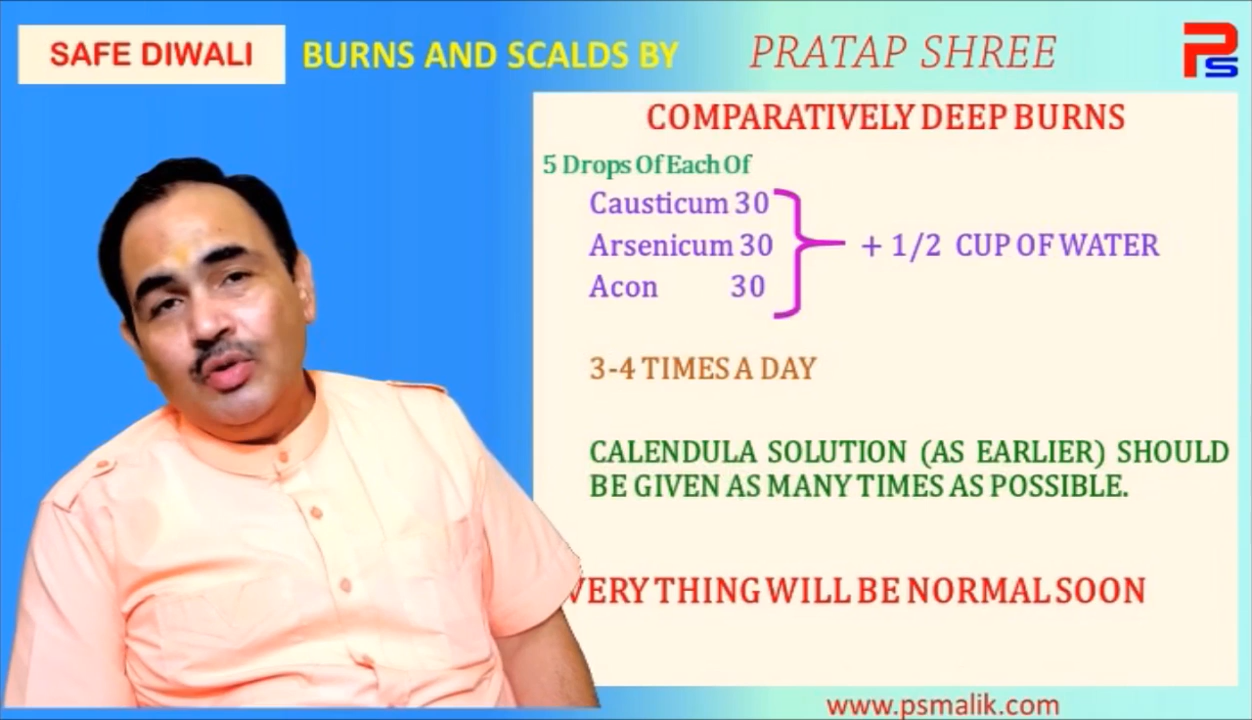 SAFE DIWALI BURNS AND SCALDS BY PRATAP SHREE
PS
COMPARATIVELY DEEP BURNS
5 Drops Of Each Of
Causticum 30
Arsenicum 30 + 1/2 CUP OF WATER
Acon 30
3-4 TIMES A DAY
CALENDULA SOLUTION (AS EARLIER) SHOULD
BE GIVEN AS MANY TIMES AS POSSIBLE.
VERY THING WILL BE NORMAL SOON
www.psmalik.com